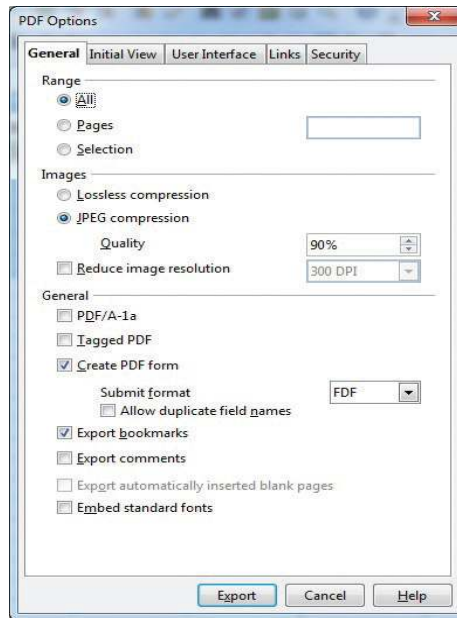 PDF Options
General Initial View User Interface Links Security
Range
All
Pages
Selection
Images
Lossless compression
JPEG compression
Quality 90%
Reduce image resolution 300 DPI
General
PDF/A-1a
Tagged PDF
Create PDF form
Submit format FDF
Allow duplicate field names
Export bookmarks
Export comments
Export automatically inserted blank pages
Embed standard fonts
Export Cancel Help